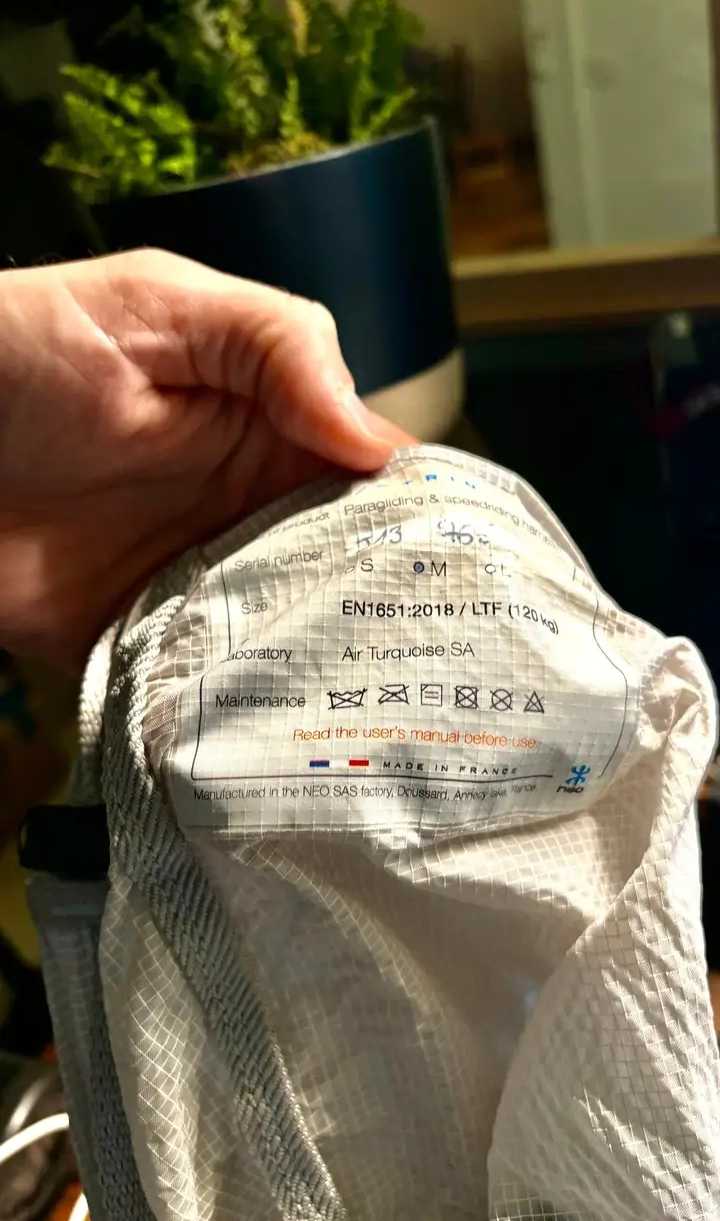 Paragliding & speedriding
Serial number
Size S M L
EN1651:2018 / LTF (120 kg)
Laboratory Air Turquoise SA
Maintenance
Read the user's manual before use
MADE IN FRANCE
neo
Manufactured in the NEO SAS factory, Doussard, Annecy lake, France